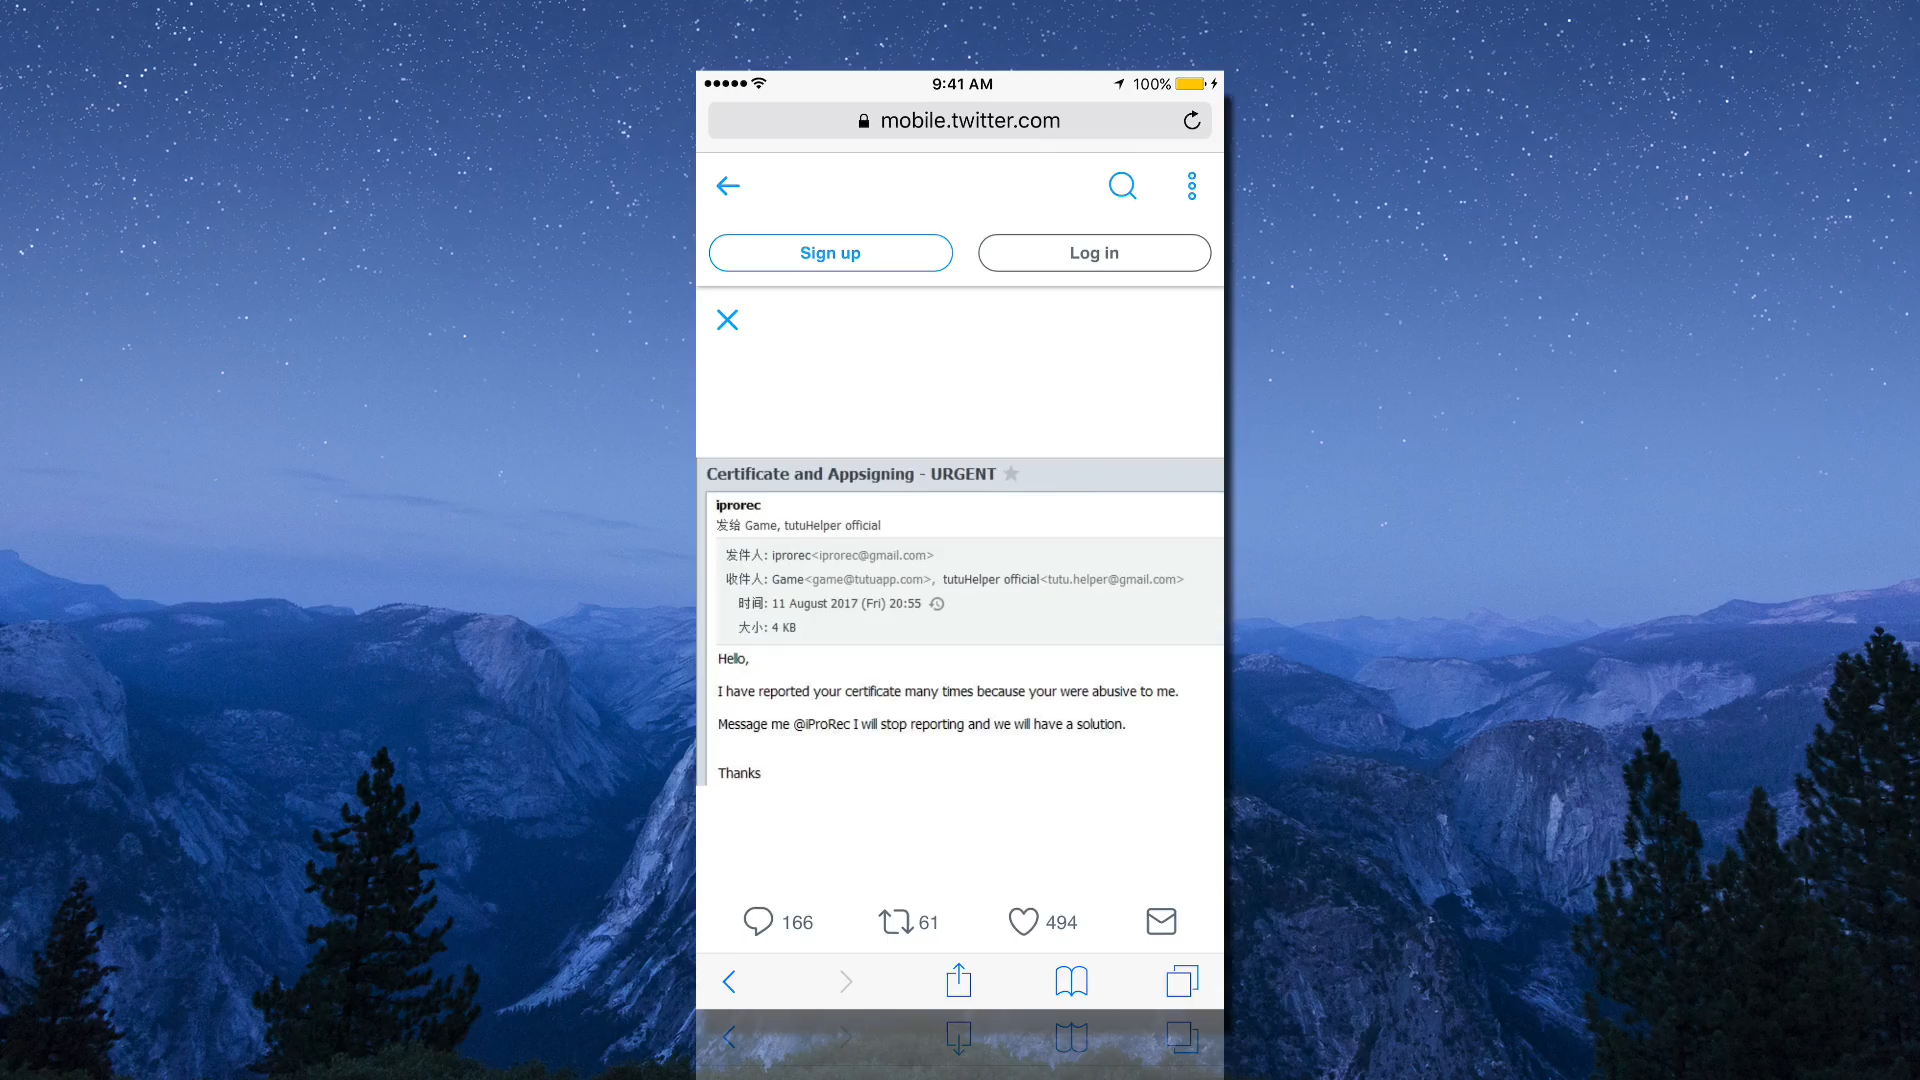 9:41 AM
100%
mobile.twitter.com
Sign up
Log in
Certificate and Appsigning - URGENT
iprorec
发给 Game, tutuHelper official
发件人: iprorec<iprorec@gmail.com>
收件人: Game<game@tutuapp.com>, tutuHelper official<tutu.helper@gmail.com>
时间: 11 August 2017 (Fri) 20:55
大小: 4 KB
Hello,
I have reported your certificate many times because your were abusive to me.
Message me @iProRec I will stop reporting and we will have a solution.
Thanks
166
61
494